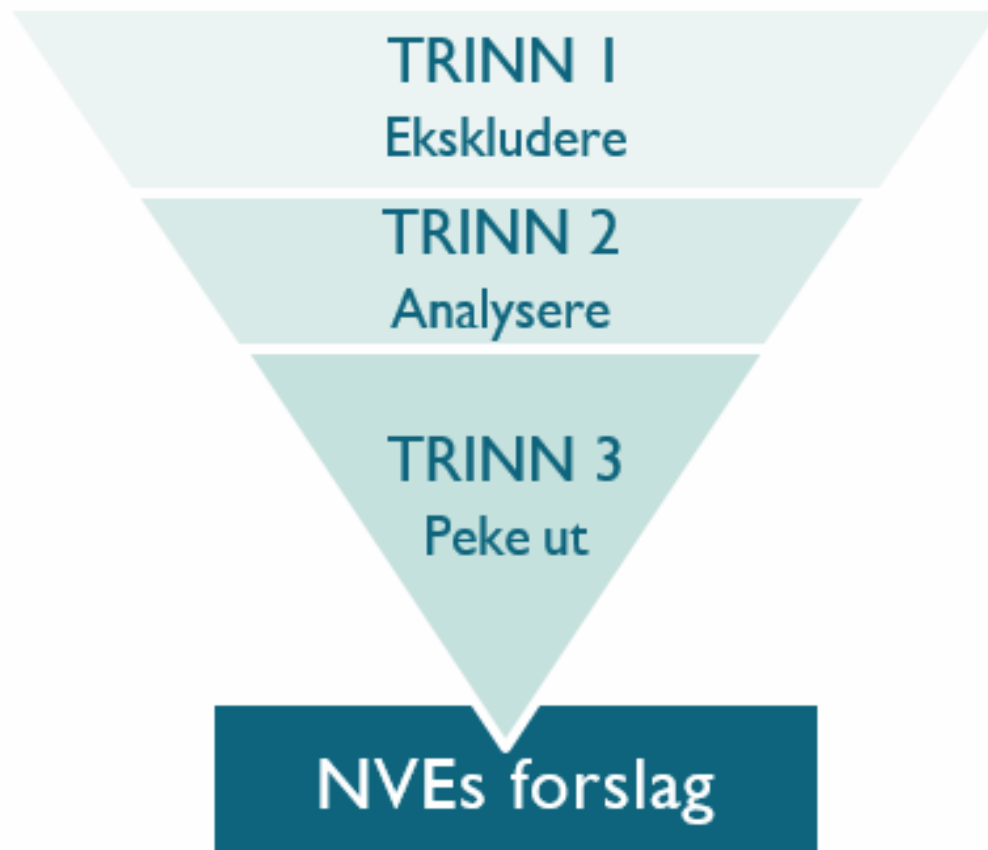 TRINN 1
Ekskludere
TRINN 2
Analysere
TRINN 3
Peke ut
NVEs forslag